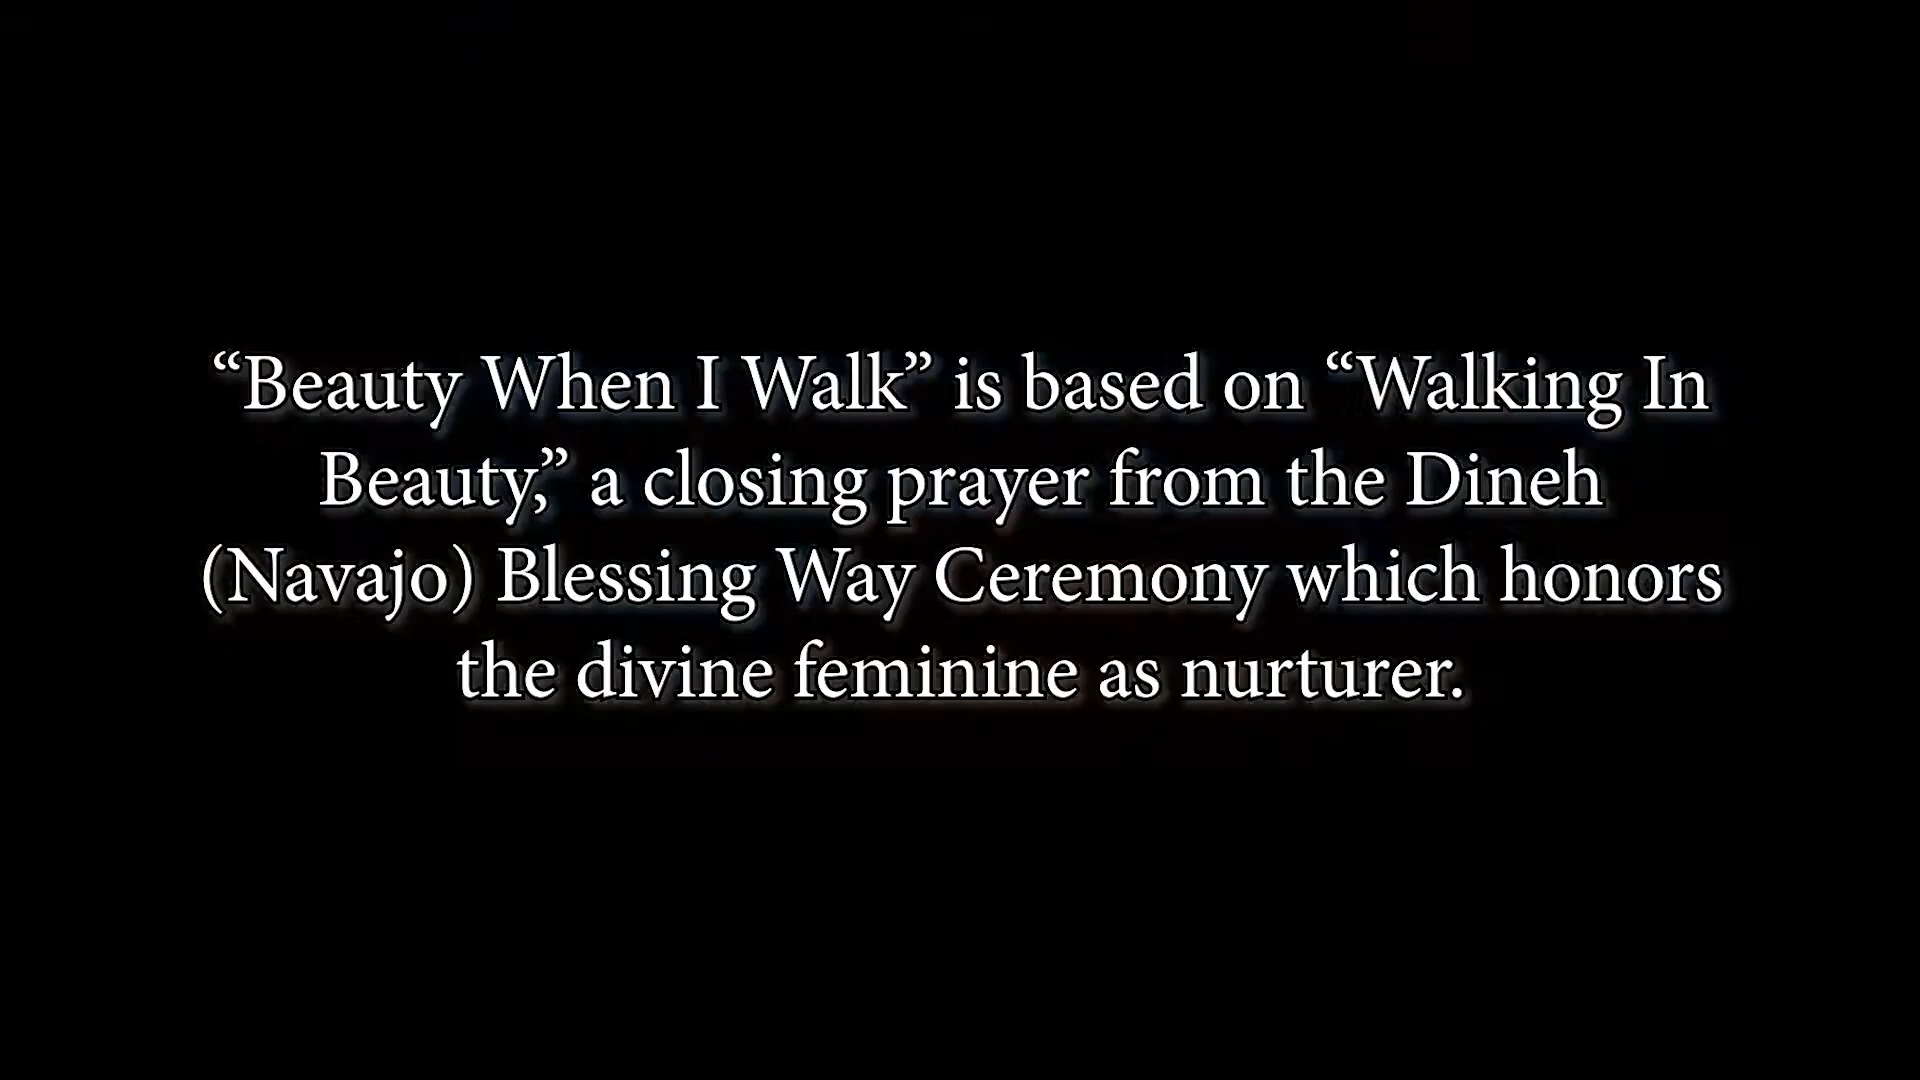 “Beauty When I Walk” is based on “Walking In
Beauty,” a closing prayer from the Dineh
(Navajo) Blessing Way Ceremony which honors
the divine feminine as nurturer.